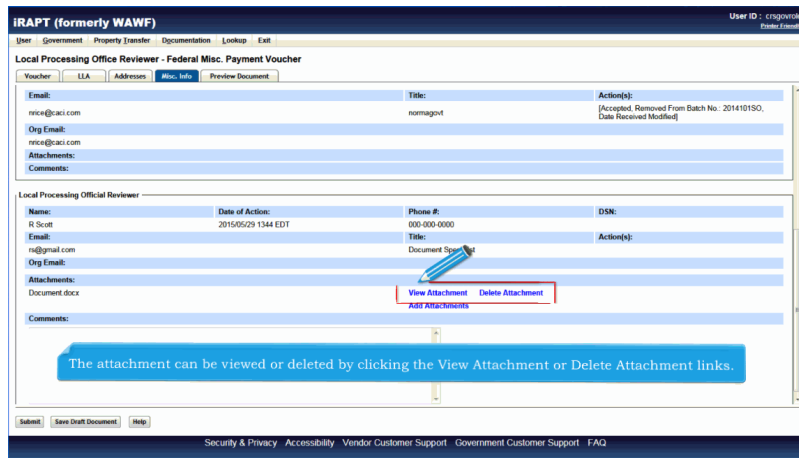 iRAPT (formerly WAWF)
User ID : crsgovrol
Printer Friendl
User Government Property Transfer Documentation Lookup Exit
Local Processing Office Reviewer - Federal Misc. Payment Voucher
Voucher LLA Addresses Misc. Info Preview Document
Email: Title: Action(s):
nrice@caci.com normagovt [Accepted, Removed From Batch No.: 2014101SO, Date Received Modified]
Org Email:
nrice@caci.com
Attachments:
Comments:
Local Processing Official Reviewer
Name: Date of Action: Phone #: DSN:
R Scott 2015/05/29 1344 EDT 000-000-0000
Email: Title: Action(s):
rs@gmail.com Document
Org Email:
Attachments:
Document.docx View Attachment Delete Attachment
Add Attachments
Comments:
The attachment can be viewed or deleted by clicking the View Attachment or Delete Attachment links.
Submit Save Draft Document Help
Security & Privacy Accessibility Vendor Customer Support Government Customer Support FAQ